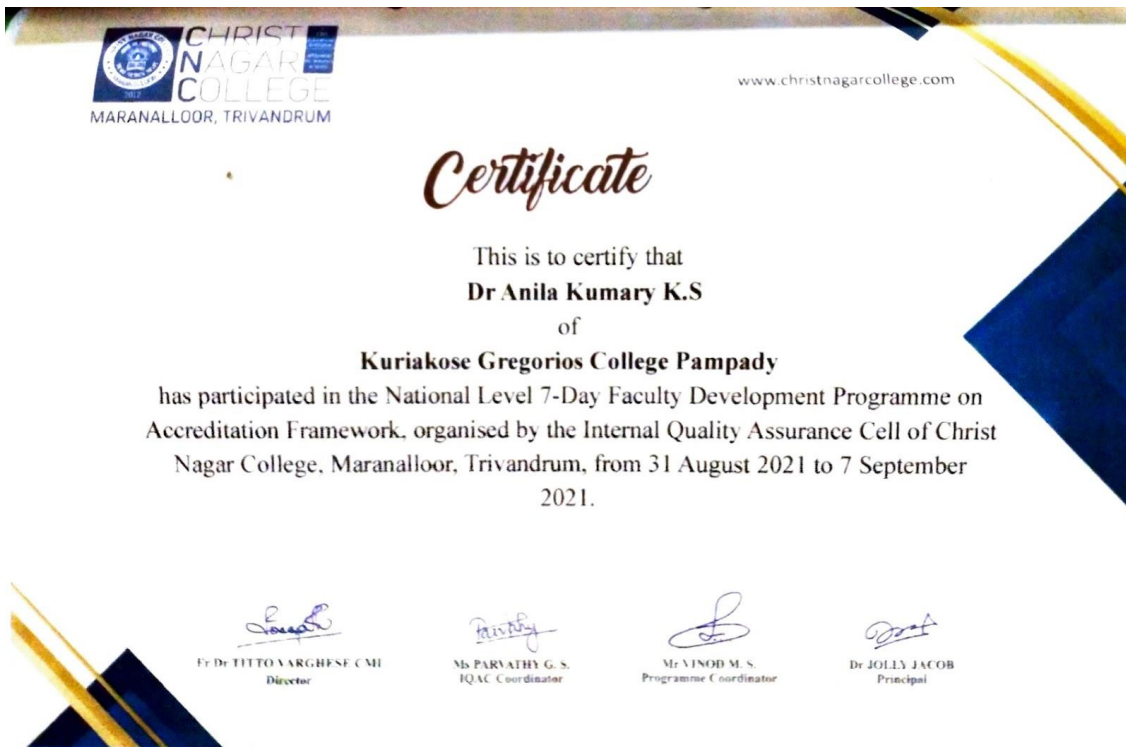 CHRIST
NAGAR
COLLEGE
2012
MARANALLOOR, TRIVANDRUM
www.christnagarcollege.com
Certificate
This is to certify that
Dr Anila Kumary K.S
of
Kuriakose Gregorios College Pampady
has participated in the National Level 7-Day Faculty Development Programme on
Accreditation Framework, organised by the Internal Quality Assurance Cell of Christ
Nagar College, Maranalloor, Trivandrum, from 31 August 2021 to 7 September
2021.
Parvathy
Fr Dr TITTO VARGHESE CMI
Director
Ms PARVATHY G. S.
IQAC Coordinator
Mr VINOD M. S.
Programme Coordinator
Dr JOLLY JACOB
Principal